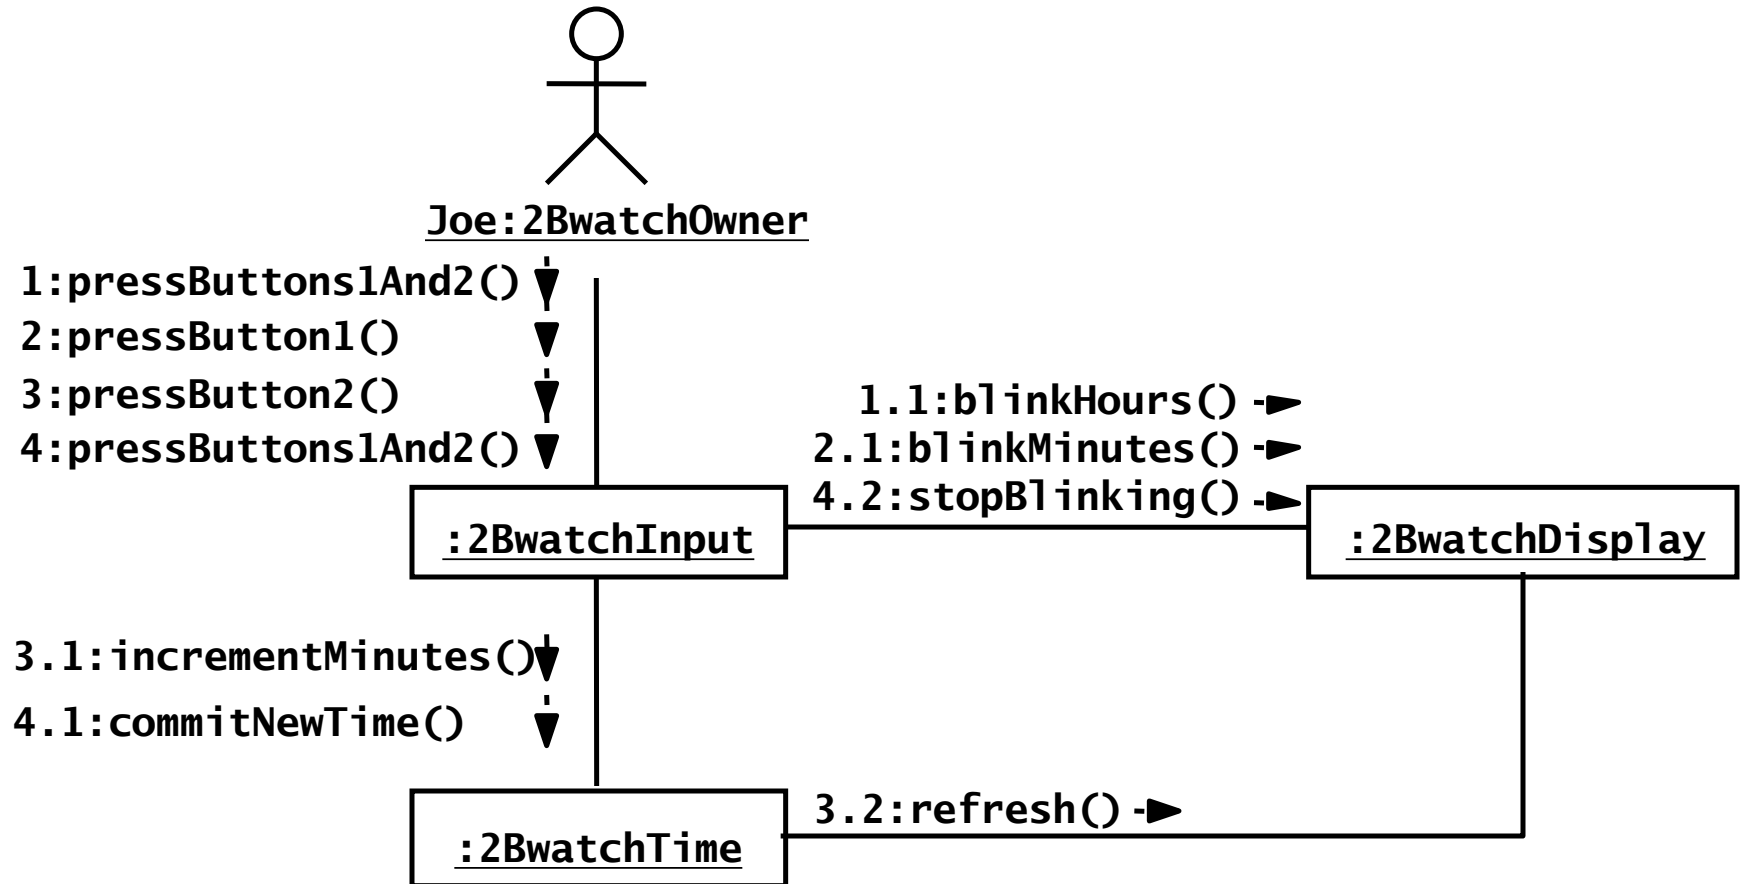 Joe:2BwatchOwner
1:pressButtons1And2()
2:pressButton1()
3:pressButton2()
4:pressButtons1And2()
1.1:blinkHours()
2.1:blinkMinutes()
4.2:stopBlinking()
:2BwatchInput
:2BwatchDisplay
3.1:incrementMinutes()
4.1:commitNewTime()
3.2:refresh()
:2BwatchTime